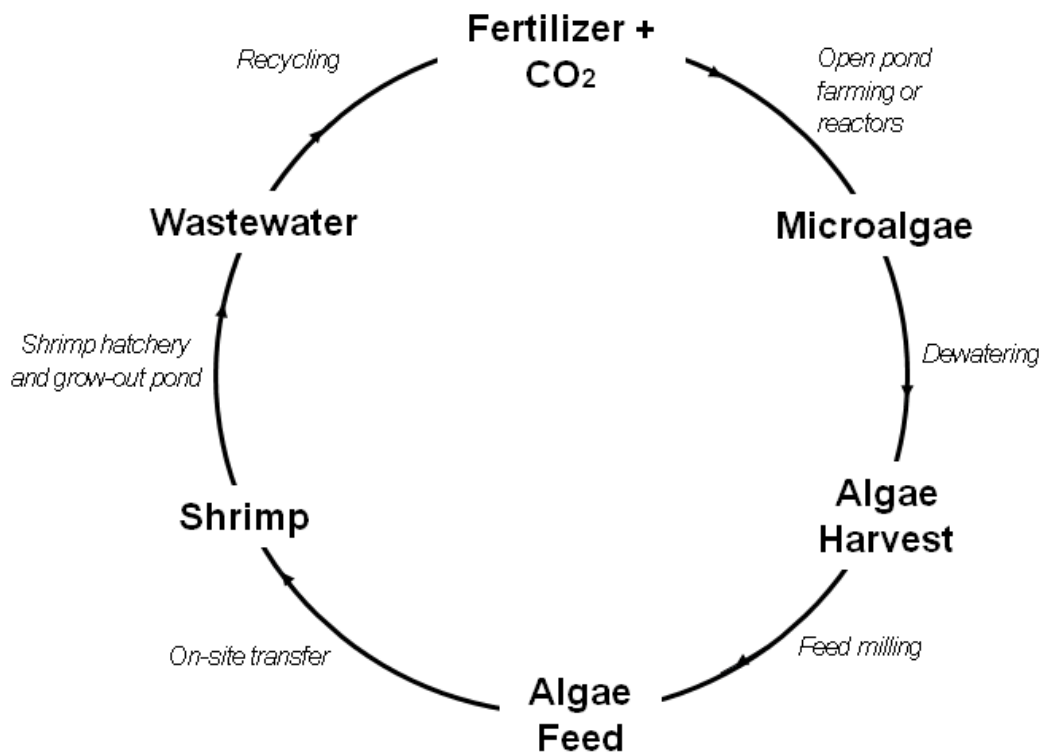 Fertilizer +
CO2
Recycling
Open pond
farming or
reactors
Wastewater
Microalgae
Shrimp hatchery
and grow-out pond
Dewatering
Shrimp
Algae
Harvest
On-site transfer
Feed milling
Algae
Feed